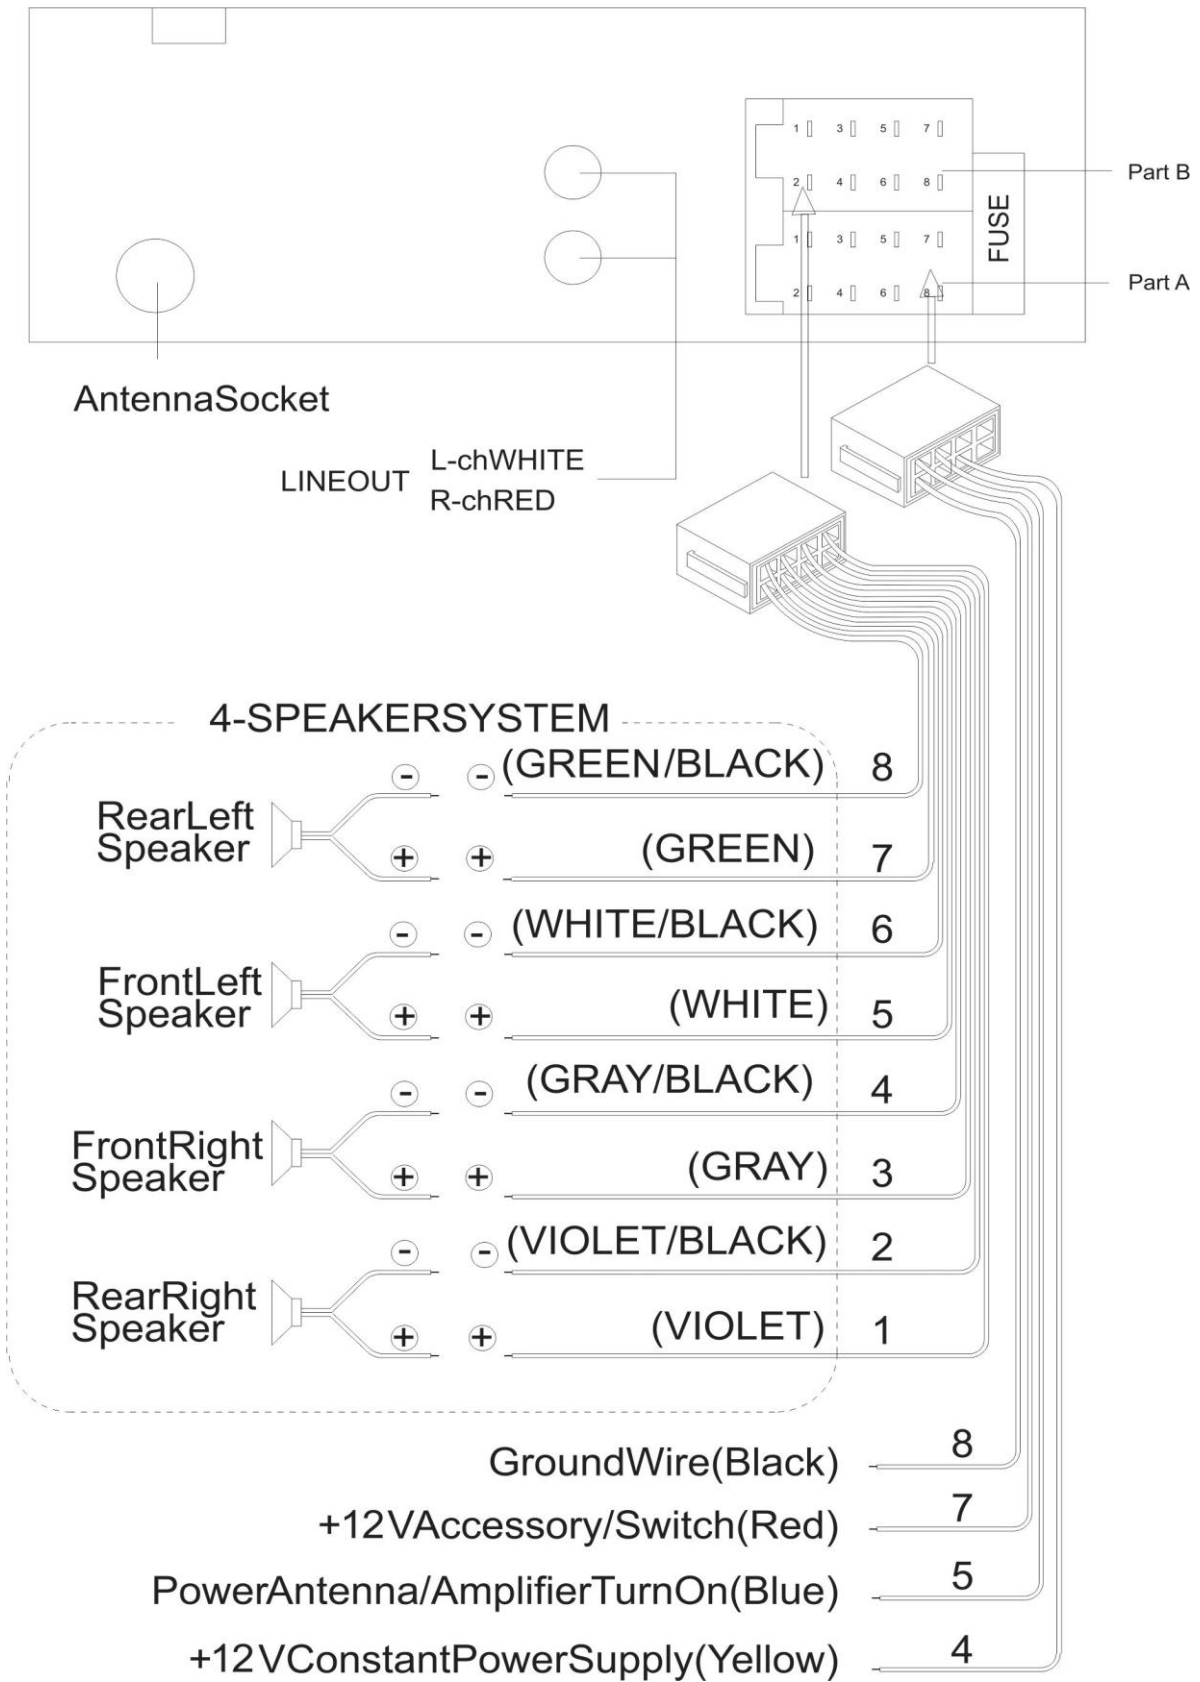 1 3 5 7
Part B
2 4 6 8
FUSE
1 3 5 7
Part A
2 4 6 8
AntennaSocket
LINEOUT
L-chWHITE
R-chRED
4-SPEAKERSYSTEM
- - (GREEN/BLACK) 8
RearLeft
Speaker
+ + (GREEN) 7
- - (WHITE/BLACK) 6
FrontLeft
Speaker
+ + (WHITE) 5
- - (GRAY/BLACK) 4
FrontRight
Speaker
+ + (GRAY) 3
- - (VIOLET/BLACK) 2
RearRight
Speaker
+ + (VIOLET) 1
GroundWire(Black) 8
+12VAccessory/Switch(Red) 7
PowerAntenna/AmplifierTurnOn(Blue) 5
+12VConstantPowerSupply(Yellow) 4